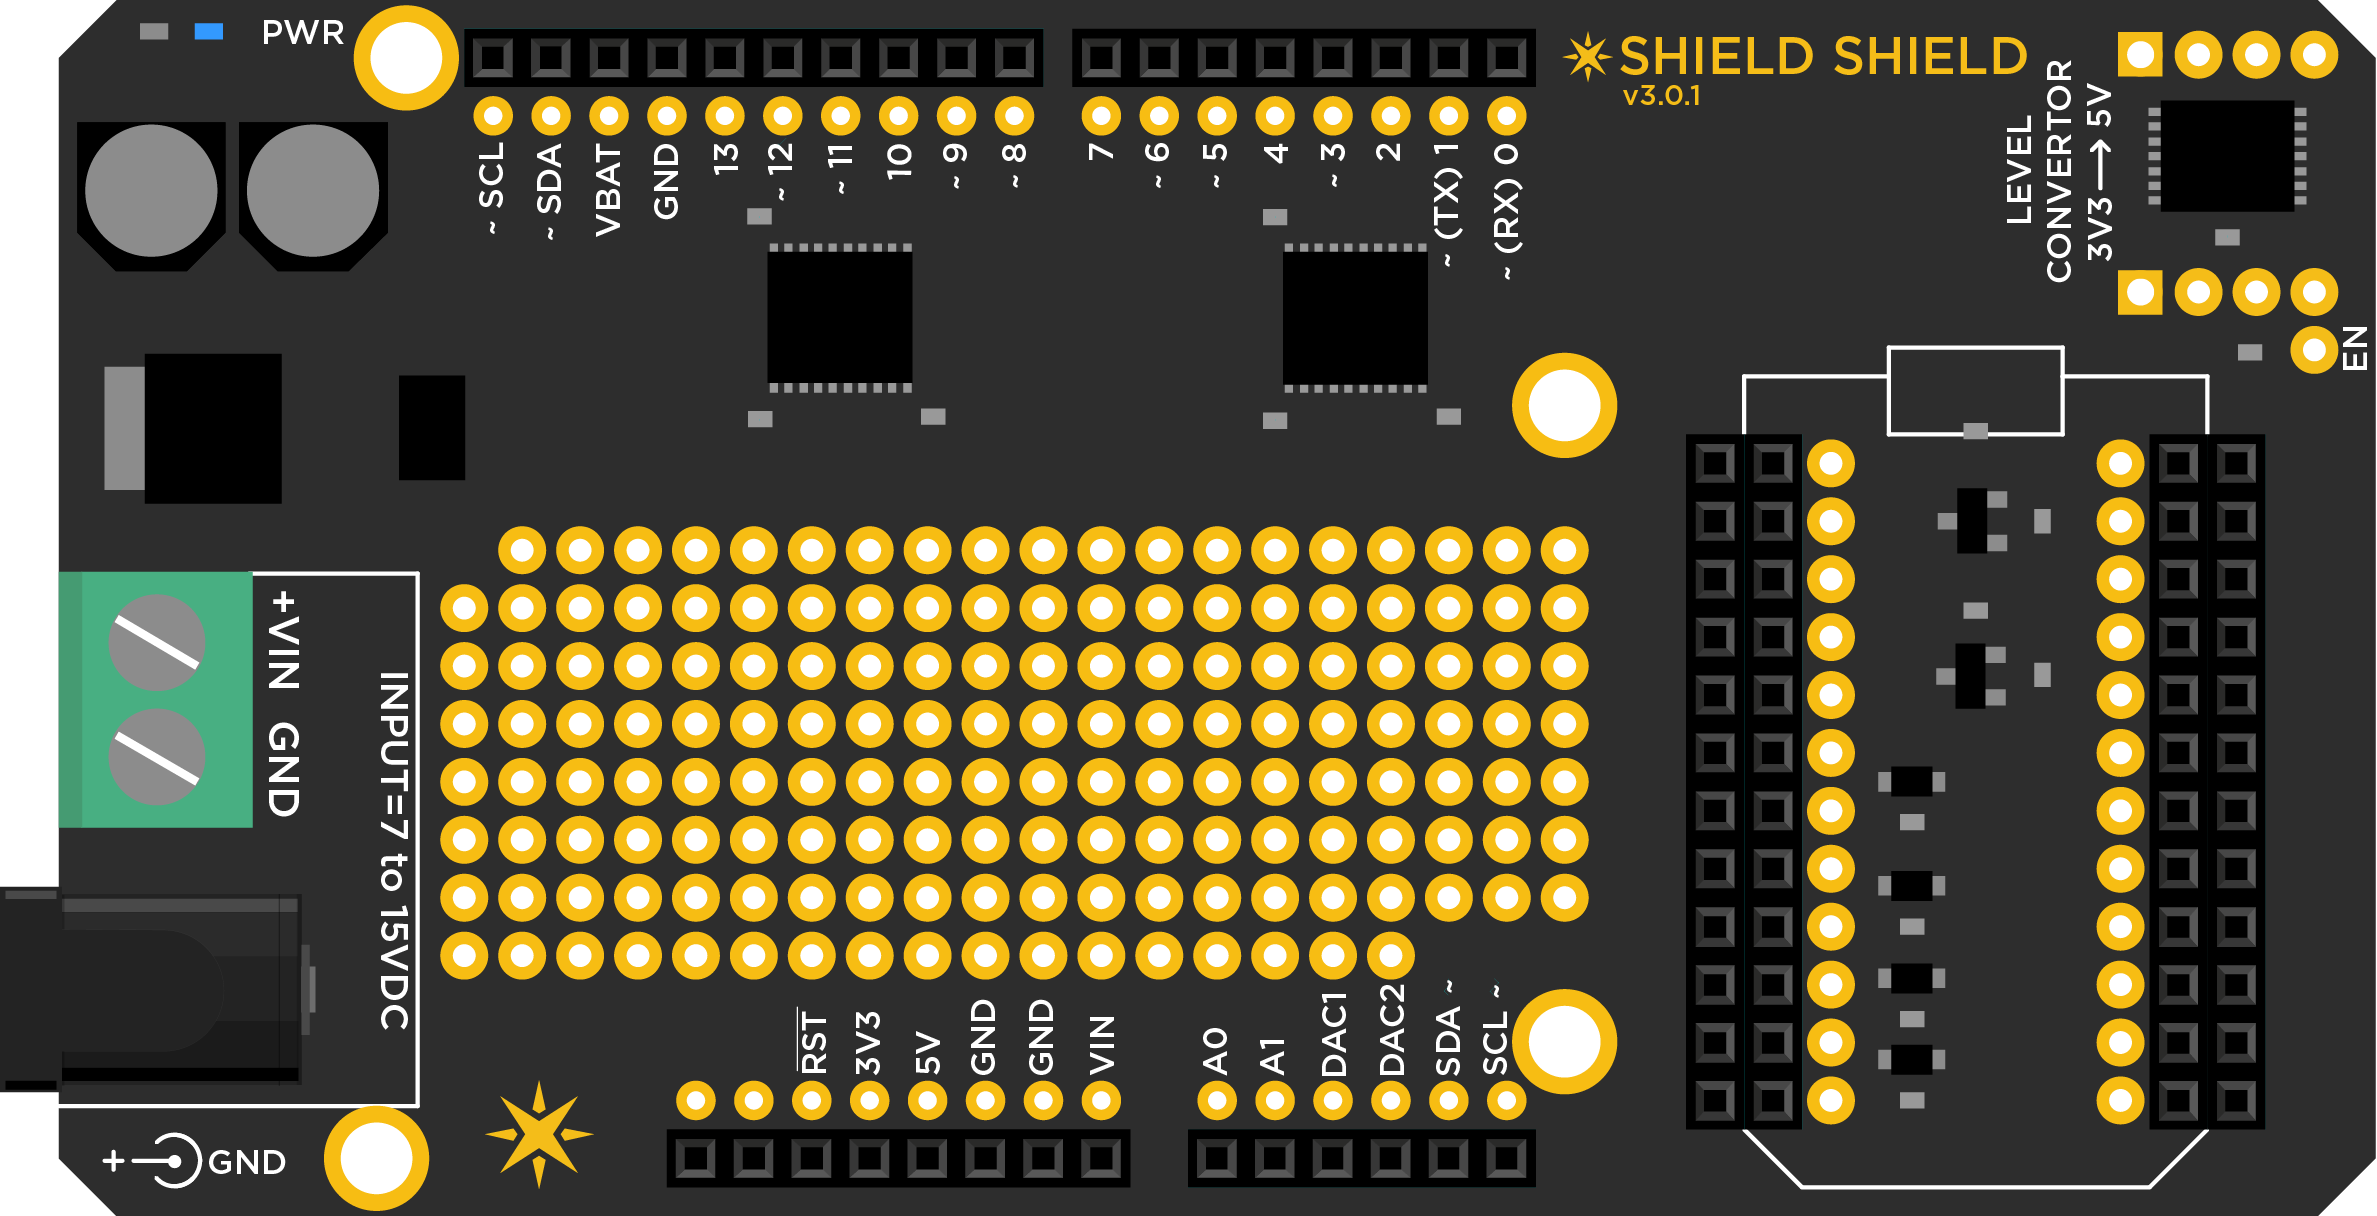 PWR
SHIELD SHIELD
v3.0.1
~ SCL
~ SDA
VBAT
GND
13
~ 12
~ 11
10
~ 9
~ 8
7
~ 6
~ 5
4
~ 3
2
~ (TX) 1
~ (RX) 0
LEVEL
CONVERTOR
3V3→5V
EN
+VIN GND
INPUT=7 to 15VDC
RST
3V3
5V
GND
GND
VIN
A0
A1
DAC1
DAC2
SDA ~
SCL ~
+ GND